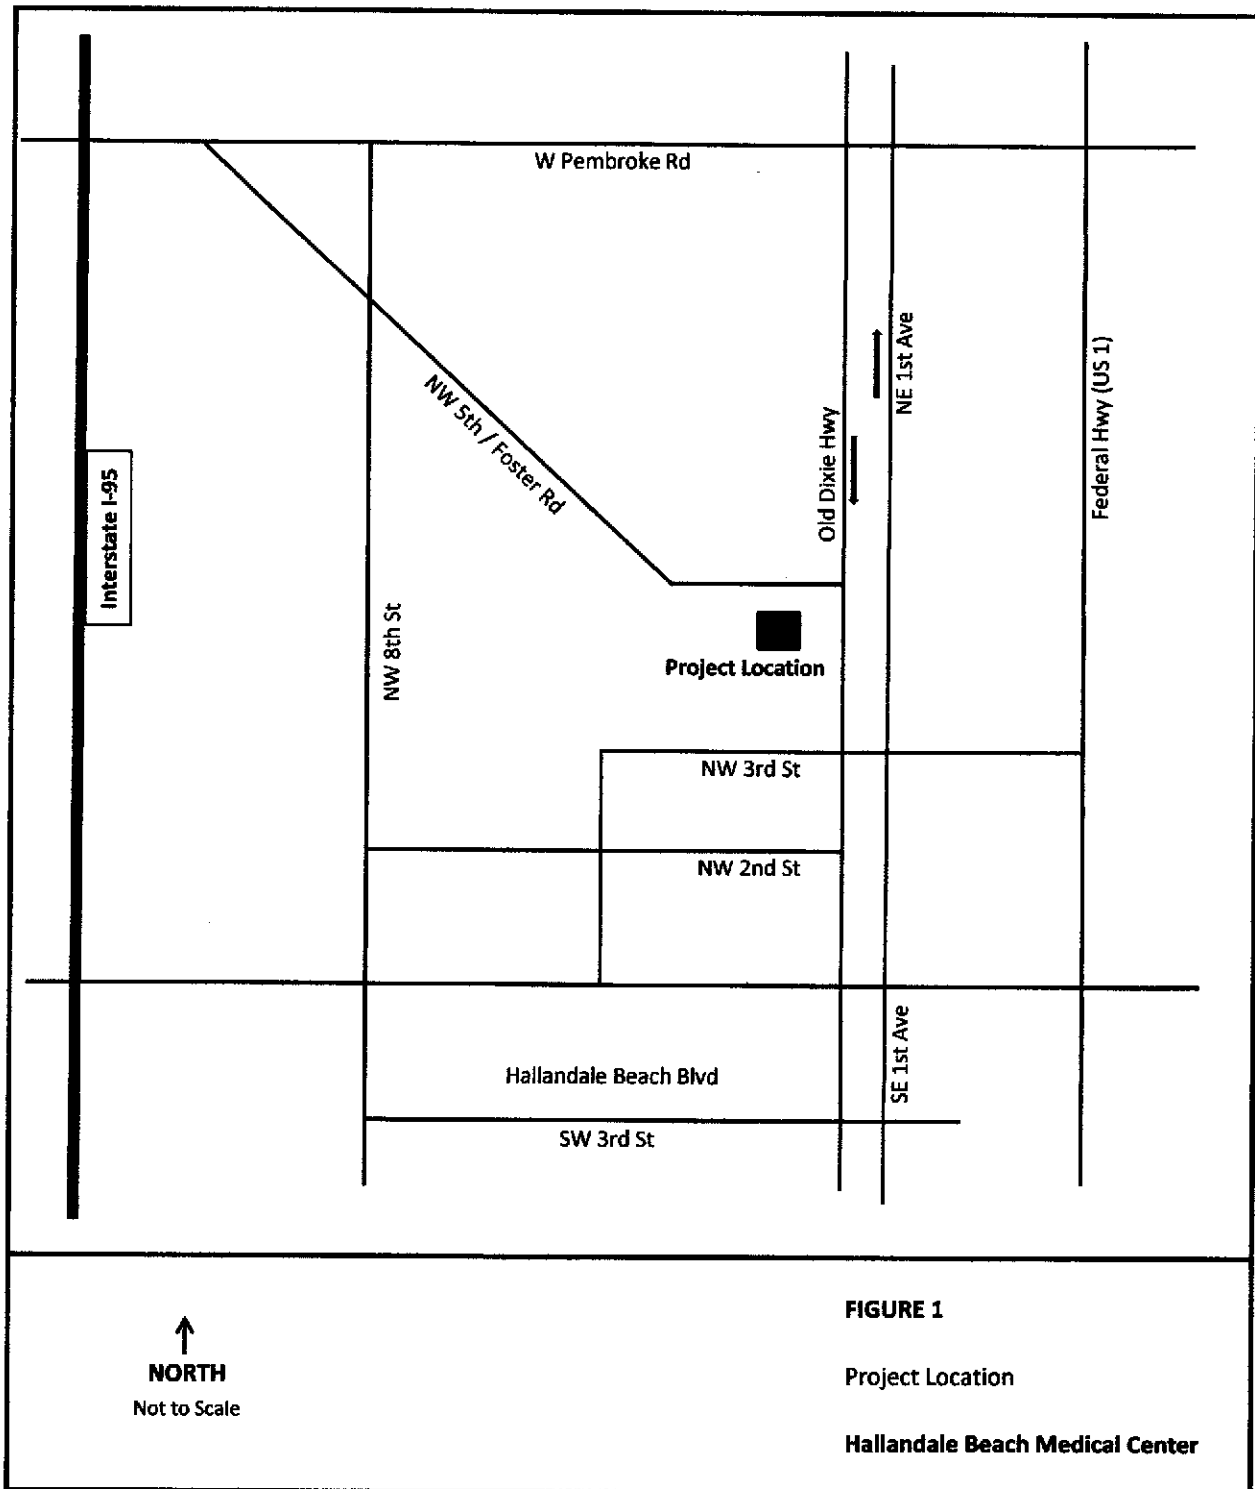 W Pembroke Rd
NE 1st Ave
Federal Hwy (US 1)
NW 5th / Foster Rd
Old Dixie Hwy
Interstate I-95
NW 8th St
Project Location
NW 3rd St
NW 2nd St
SE 1st Ave
Hallandale Beach Blvd
SW 3rd St
FIGURE 1
NORTH
Project Location
Not to Scale
Hallandale Beach Medical Center